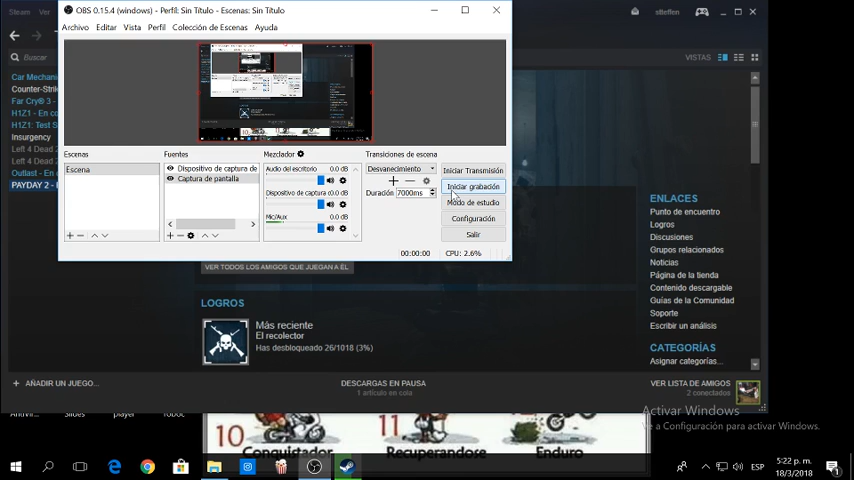 Steam
Ver
sBeffen
OBS 0.15.4 (windows) - Perfil: Sin Título - Escenas: Sin Título
Archivo Editar Vista Perfil Colección de Escenas Ayuda
Buscar
VISTAS
Car Mechanic
Counter-Strik
Far Cry® 3 -
H1Z1 - En co
H1Z1: Test S
Insurgency
Left 4 Dead
Left 4 Dead
Outlast - En c
PAYDAY 2 - E
Escenas
Escena
Fuentes
Dispositivo de captura de
Captura de pantalla
Mezclador
Audio del escritorio 0.0 dB
Dispositivo de captura 0.0 dB
Mic/Aux 0.0 dB
Transiciones de escena
Desvanecimiento
Duración 7000ms
Iniciar Transmisión
Iniciar grabación
Modo de estudio
Configuración
Salir
00:00:00
CPU: 2.6%
VER TODOS LOS AMIGOS QUE JUEGAN A ÉL
LOGROS
Más reciente
El recolector
Has desbloqueado 26/1018 (3%)
ENLACES
Punto de encuentro
Logros
Discusiones
Grupos relacionados
Noticias
Página de la tienda
Contenido descargable
Guías de la Comunidad
Soporte
Escribir un análisis
CATEGORÍAS
Asignar categorías...
AÑADIR UN JUEGO...
DESCARGAS EN PAUSA
1 artículo en cola
VER LISTA DE AMIGOS
2 conectados
Activar Windows
Ve a Configuración para activar Windows.
Antivir...
Slides
player
10
Conquistador
11
Recuperandose
Enduro
ESP
5:22 p. m.
18/3/2018